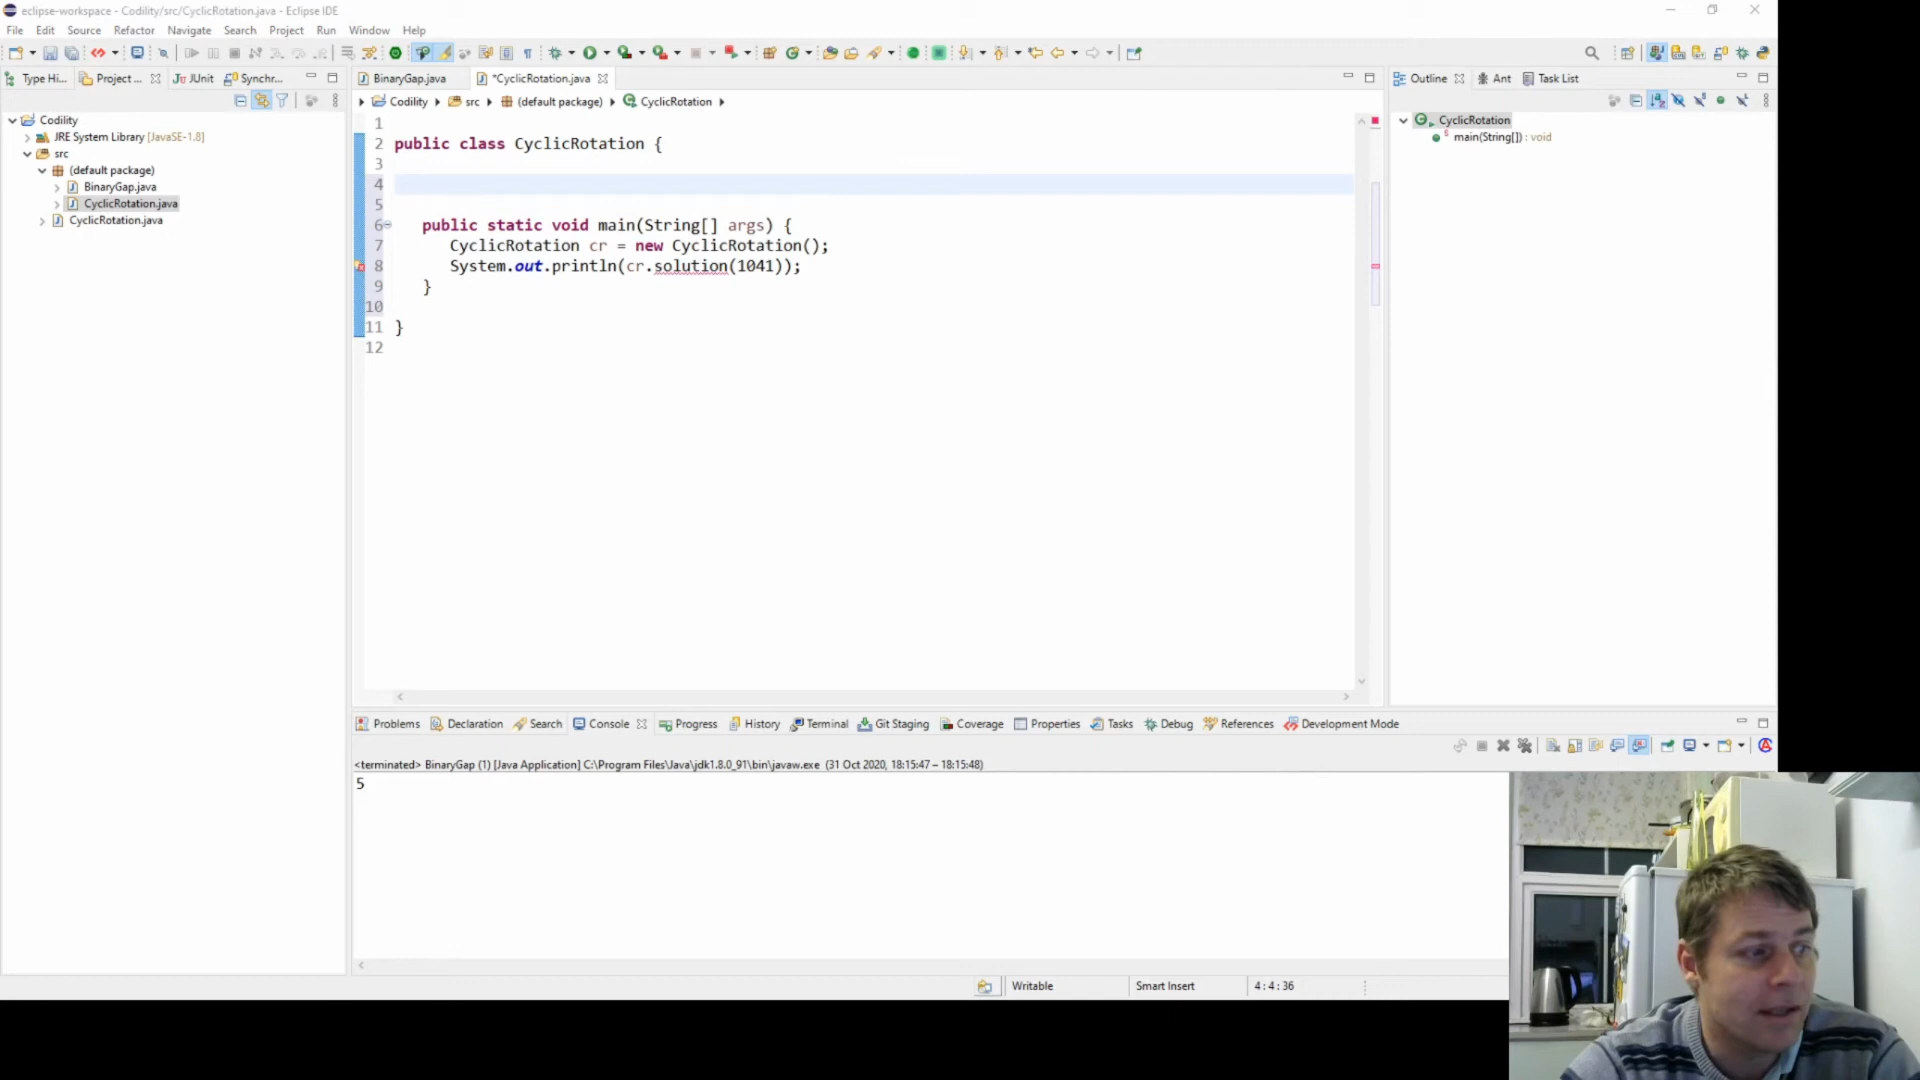 eclipse-workspace - Codility/src/CyclicRotation.java - Eclipse IDE
File Edit Source Refactor Navigate Search Project Run Window Help
Type Hi... Project ... JUnit Synchr...
BinaryGap.java *CyclicRotation.java
Outline Ant Task List
Codility src (default package) CyclicRotation
Codility
JRE System Library [JavaSE-1.8]
src
(default package)
BinaryGap.java
CyclicRotation.java
CyclicRotation.java
1
2 public class CyclicRotation {
3
4
5
6 public static void main(String[] args) {
7 CyclicRotation cr = new CyclicRotation();
8 System.out.println(cr.solution(1041));
9 }
10
11 }
12
CyclicRotation
main(String[]) : void
Problems Declaration Search Console Progress History Terminal Git Staging Coverage Properties Tasks Debug References Development Mode
<terminated> BinaryGap (1) [Java Application] C:\Program Files\Java\jdk1.8.0_91\bin\javaw.exe (31 Oct 2020, 18:15:47 – 18:15:48)
5
Writable Smart Insert 4 : 4 : 36